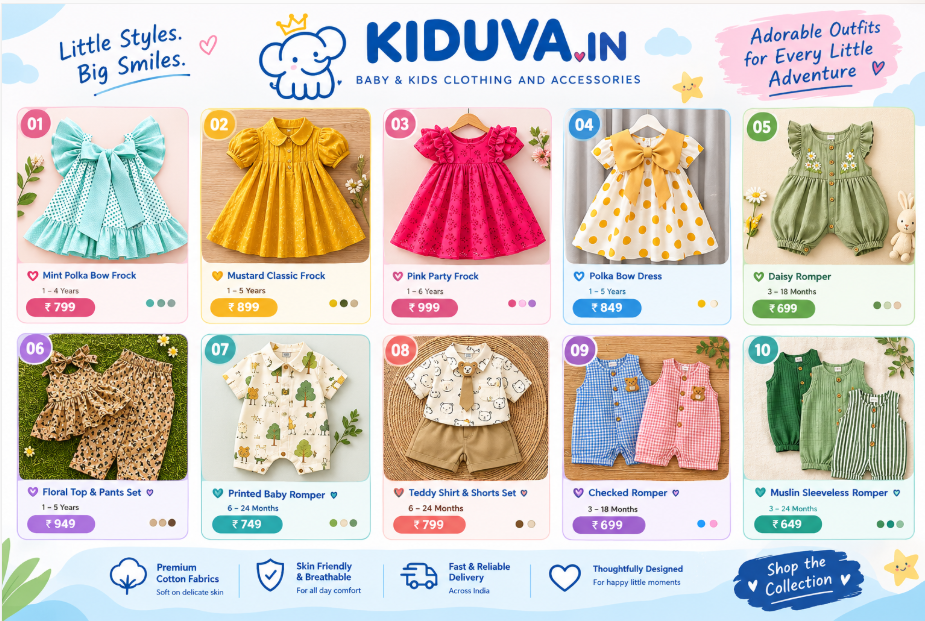 Little Styles.
Big Smiles.
KIDUVA.IN
BABY & KIDS CLOTHING AND ACCESSORIES
Adorable Outfits
for Every Little
Adventure
01
Mint Polka Bow Frock
1 – 4 Years
₹ 799
02
Mustard Classic Frock
1 – 5 Years
₹ 899
03
Pink Party Frock
1 – 6 Years
₹ 999
04
Polka Bow Dress
1 – 5 Years
₹ 849
05
Daisy Romper
3 – 18 Months
₹ 699
06
Floral Top & Pants Set
1 – 5 Years
₹ 949
07
Printed Baby Romper
6 – 24 Months
₹ 749
08
Teddy Shirt & Shorts Set
6 – 24 Months
₹ 799
09
Checked Romper
3 – 18 Months
₹ 699
10
Muslin Sleeveless Romper
3 – 24 Months
₹ 649
Premium
Cotton Fabrics
Soft on delicate skin
Skin Friendly
& Breathable
For all day comfort
Fast & Reliable
Delivery
Across India
Thoughtfully Designed
For happy little moments
Shop the
Collection